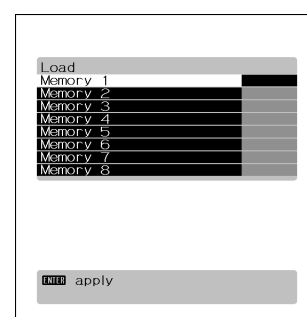 Load
Memory 1
Memory 2
Memory 3
Memory 4
Memory 5
Memory 6
Memory 7
Memory 8
ENTER apply